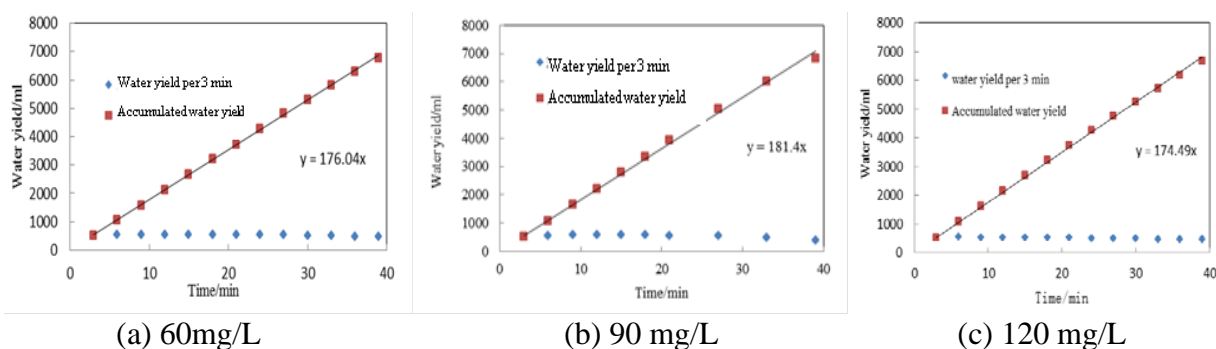 8000
7000
6000
5000
4000
3000
2000
1000
0
Water yield/ml
Water yield per 3 min
Accumulated water yield
y = 176.04x
0 10 20 30 40
Time/min
(a) 60mg/L
8000
7000
6000
5000
4000
3000
2000
1000
0
Water yield/ml
Water yield per 3 min
Accumulated water yield
y = 181.4x
0 10 20 30 40
Time/min
(b) 90 mg/L
8000
7000
6000
5000
4000
3000
2000
1000
0
Water yield/ml
water yield per 3 min
Accumulated water yield
y = 174.49x
0 10 20 30 40
Time/min
(c) 120 mg/L